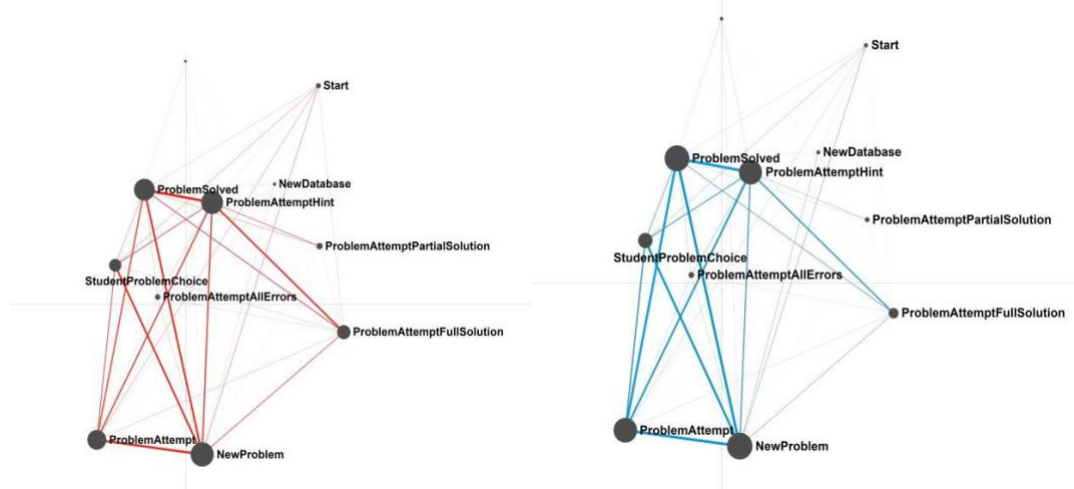 Start
ProblemSolved
NewDatabase
ProblemAttemptHint
ProblemAttemptPartialSolution
StudentProblemChoice
ProblemAttemptAllErrors
ProblemAttemptFullSolution
ProblemAttempt
NewProblem
Start
NewDatabase
ProblemSolved
ProblemAttemptHint
ProblemAttemptPartialSolution
StudentProblemChoice
ProblemAttemptAllErrors
ProblemAttemptFullSolution
ProblemAttempt
NewProblem